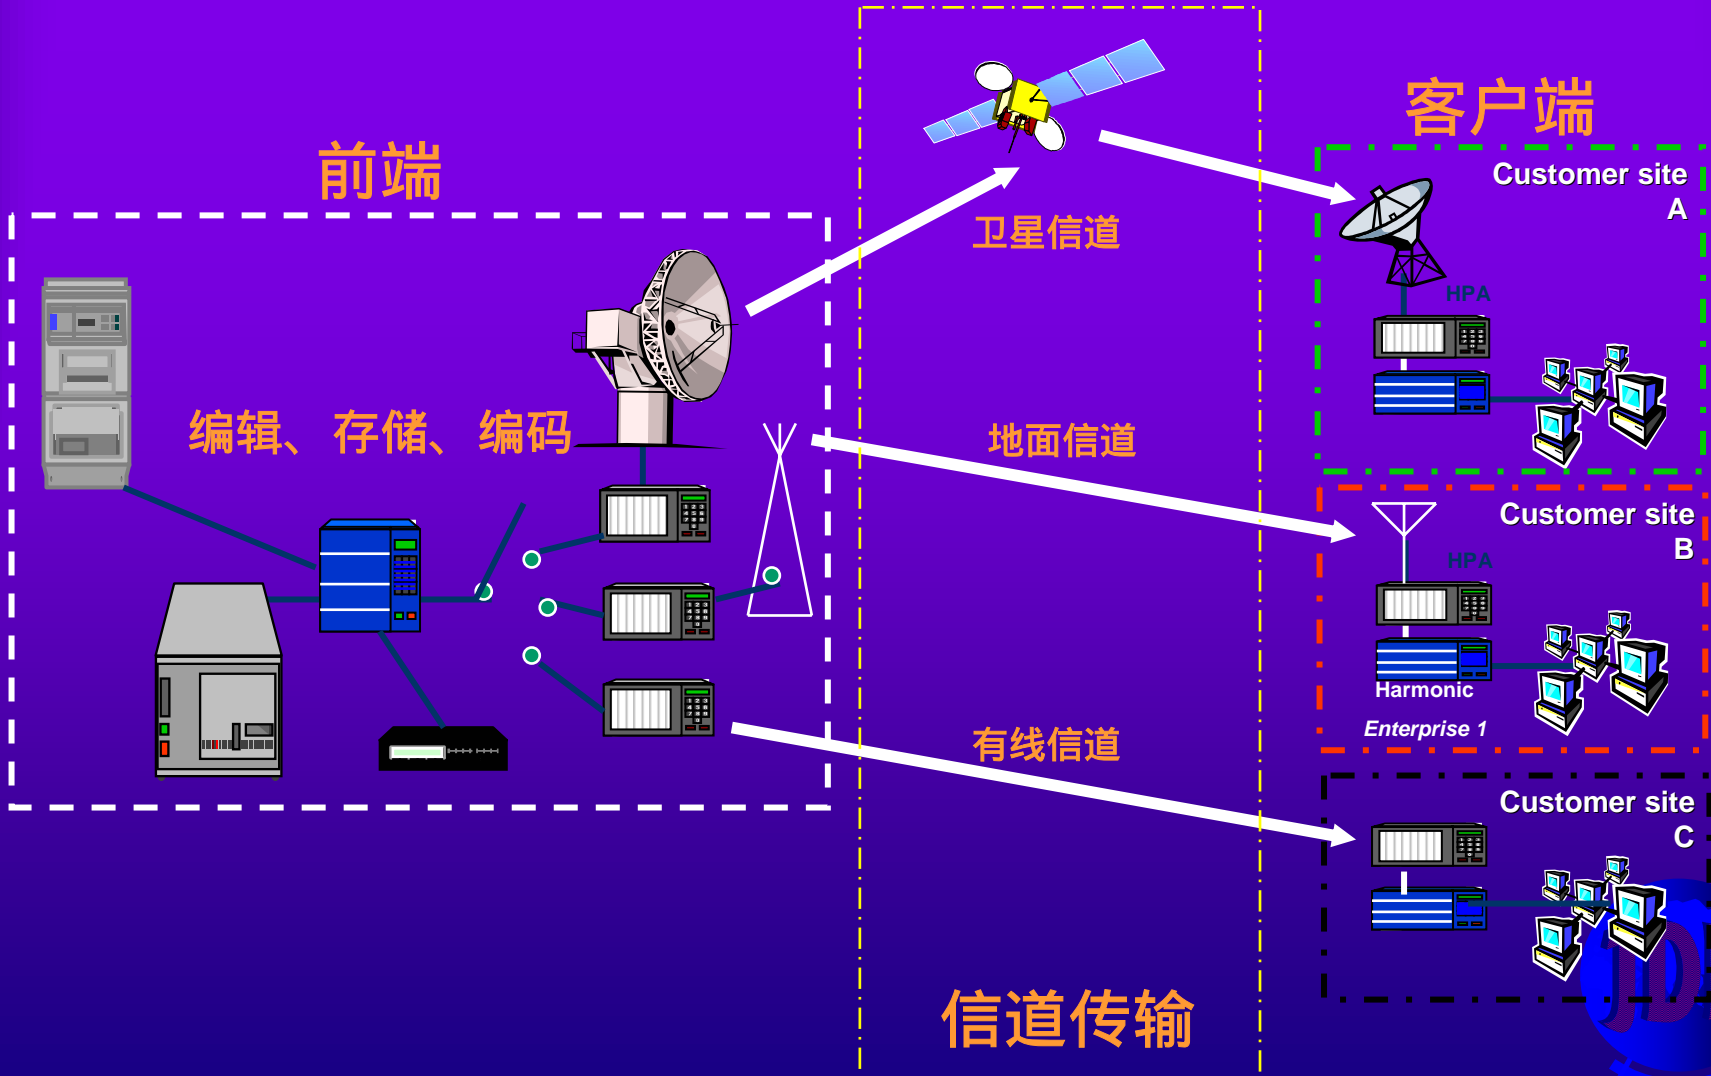 前端
编辑、存储、编码
卫星信道
地面信道
有线信道
信道传输
客户端
Customer site
A
HPA
Customer site
B
HPA
Harmonic
Enterprise 1
Customer site
C
JD